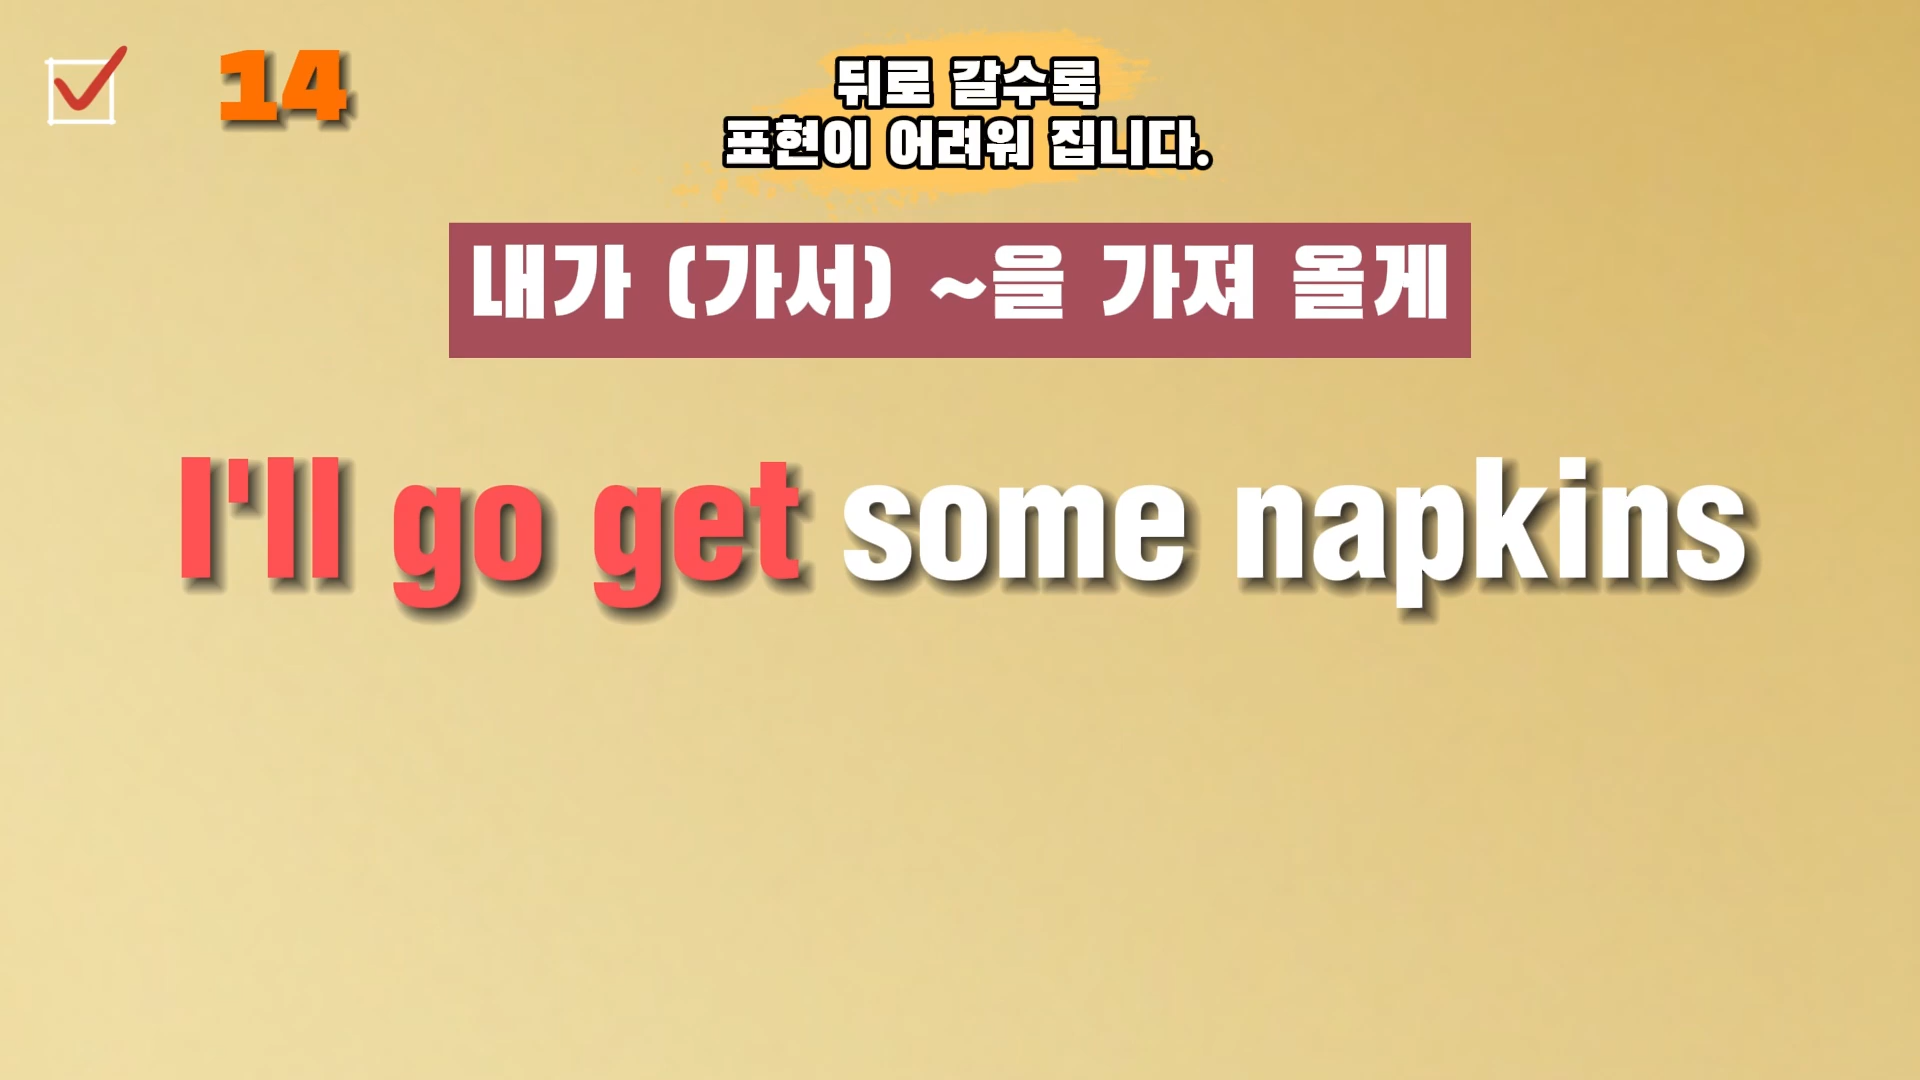 14
뒤로 갈수록
표현이 어려워 집니다.
내가 (가서) ~을 가져 올게
I'll go get some napkins